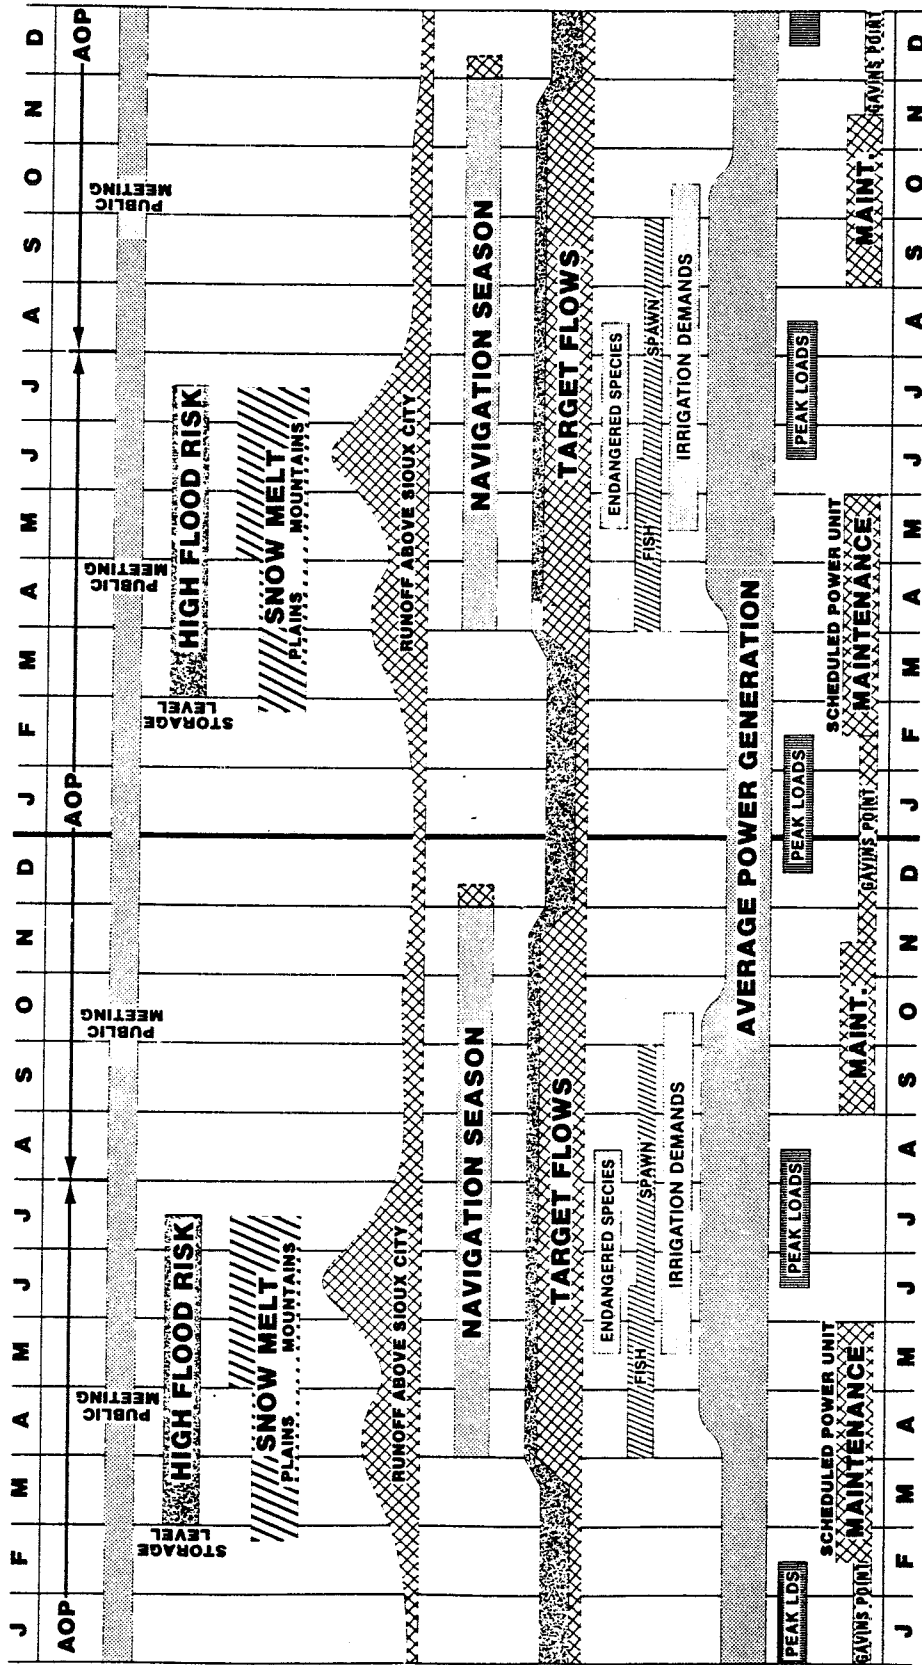 J F M A M J J A S O N D J F M A M J J A S O N D
AOP
AOP
AOP
PUBLIC
MEETING
PUBLIC
MEETING
PUBLIC
MEETING
PUBLIC
MEETING
STORAGE
LEVEL
HIGH FLOOD RISK
STORAGE
LEVEL
HIGH FLOOD RISK
SNOW MELT
PLAINS
MOUNTAINS
SNOW MELT
PLAINS
MOUNTAINS
RUNOFF ABOVE SIOUX CITY
RUNOFF ABOVE SIOUX CITY
NAVIGATION SEASON
NAVIGATION SEASON
TARGET FLOWS
TARGET FLOWS
ENDANGERED SPECIES
ENDANGERED SPECIES
FISH
SPAWN
FISH
SPAWN
IRRIGATION DEMANDS
IRRIGATION DEMANDS
AVERAGE POWER GENERATION
PEAK LDS
PEAK LOADS
PEAK LOADS
PEAK LOADS
SCHEDULED POWER UNIT
MAINTENANCE
SCHEDULED POWER UNIT
MAINTENANCE
GAVINS POINT
MAINT.
GAVINS POINT
MAINT.
GAVINS POINT
J F M A M J J A S O N D J F M A M J J A S O N D